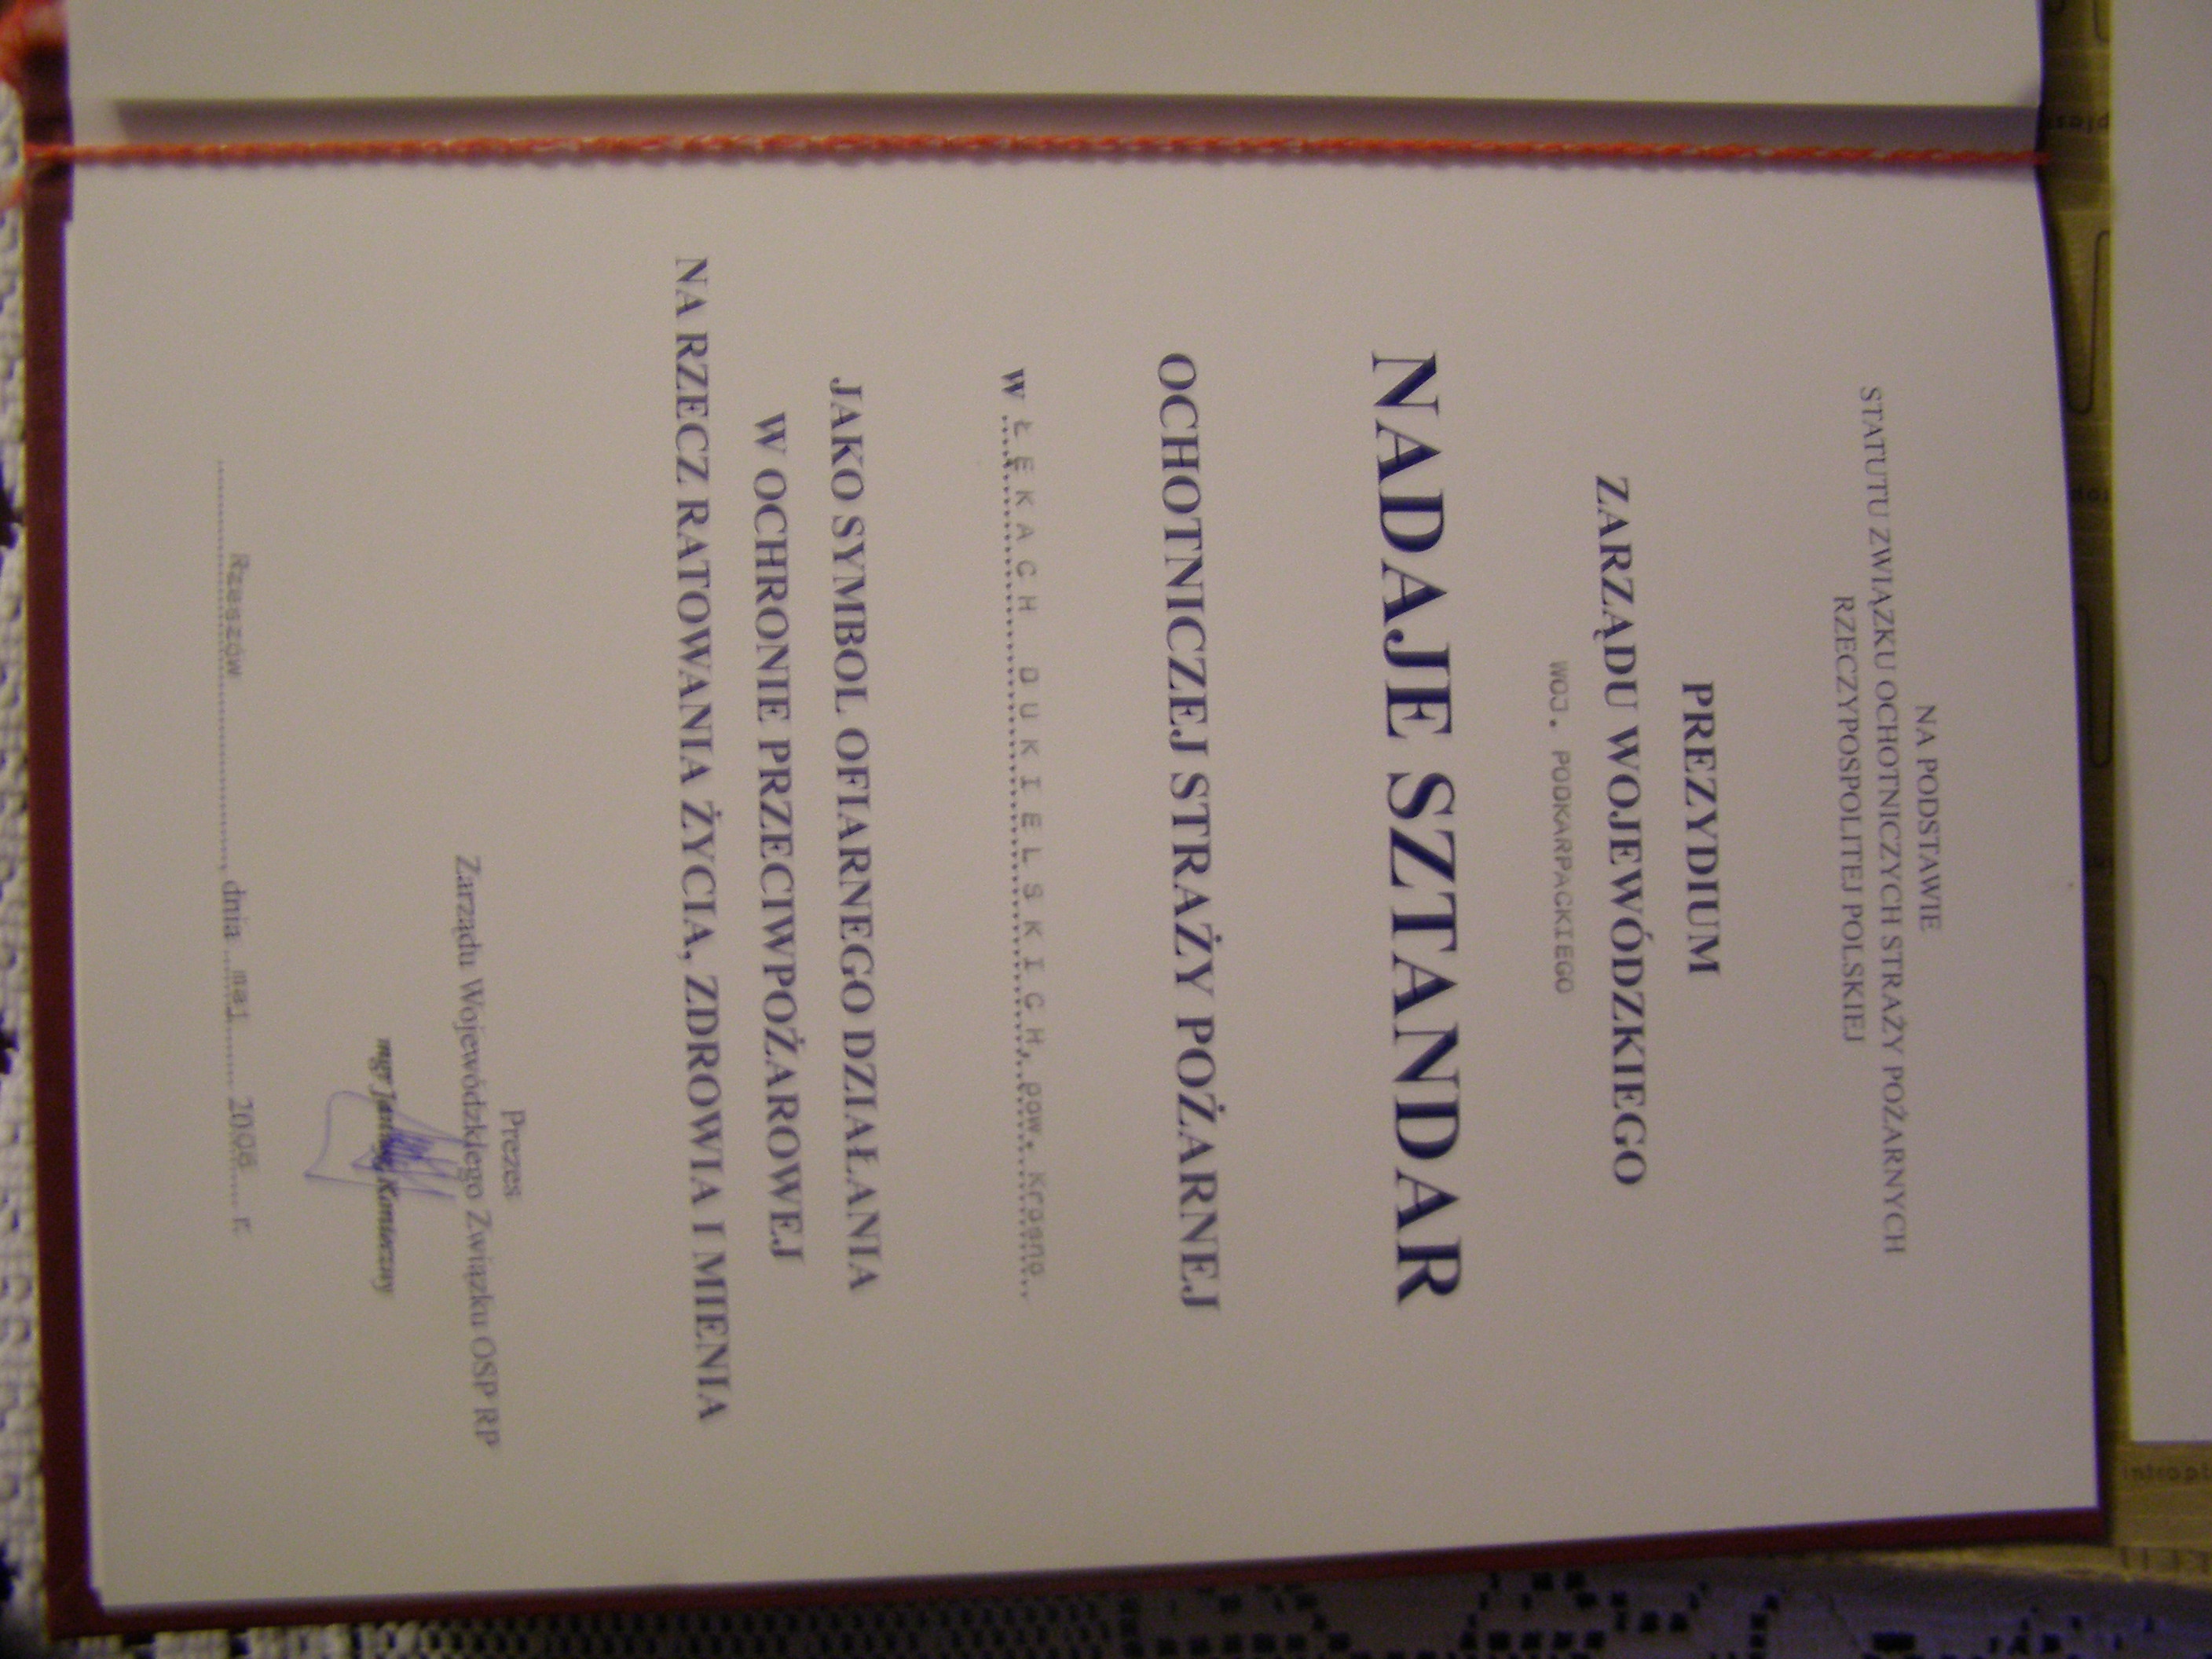 NA PODSTAWIE
STATUTU ZWIĄZKU OCHOTNICZYCH STRAŻY POŻARNYCH
RZECZYPOSPOLITEJ POLSKIEJ
PREZYDIUM
ZARZĄDU WOJEWÓDZKIEGO
WOJ. PODKARPACKIEGO
NADAJE SZTANDAR
OCHOTNICZEJ STRAŻY POŻARNEJ
W ŁĘKACH DUKIELSKICH, pow. Krosno
JAKO SYMBOL OFIARNEGO DZIAŁANIA
W OCHRONIE PRZECIWPOŻAROWEJ
NA RZECZ RATOWANIA ŻYCIA, ZDROWIA I MIENIA
Prezes
Zarządu Wojewódzkiego Związku OSP RP
mgr Konieczny
Rzeszów, dnia maj r.